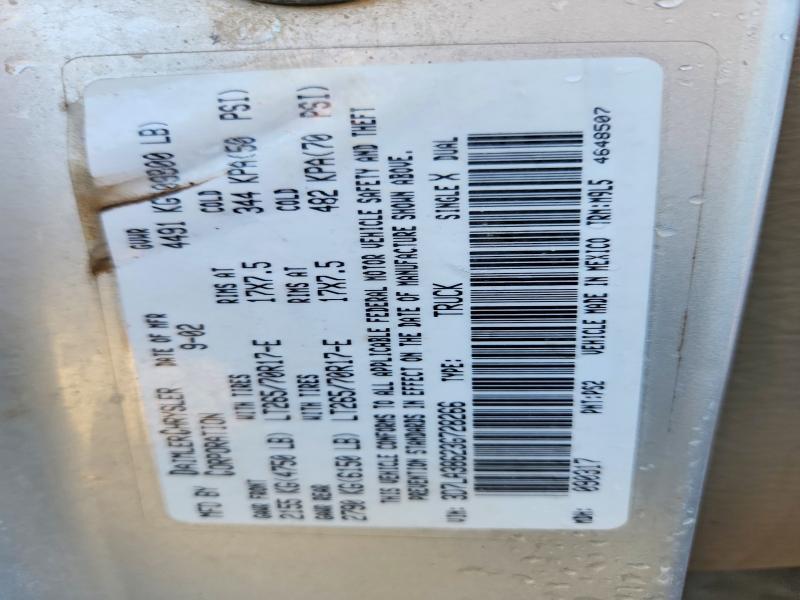 MFD BY DAIMLERCHRYSLER CORPORATION DATE OF MFR 9-02 GVWR 4491 KG (09900 LB)
GAWR FRONT WITH TIRES RIMS AT COLD
2155 KG(4750 LB) LT265/70R17-E 17X7.5 344 KPA(50 PSI)
GAWR REAR WITH TIRES RIMS AT COLD
2790 KG(6150 LB) LT265/70R17-E 17X7.5 482 KPA(70 PSI)
THIS VEHICLE CONFORMS TO ALL APPLICABLE FEDERAL MOTOR VEHICLE SAFETY AND THEFT
PREVENTION STANDARDS IN EFFECT ON THE DATE OF MANUFACTURE SHOWN ABOVE.
VIN: TYPE: TRUCK SINGLE X DUAL
MDH: 090317 PNT:PS2 VEHICLE MADE IN MEXICO TRM:M9L5 4648507